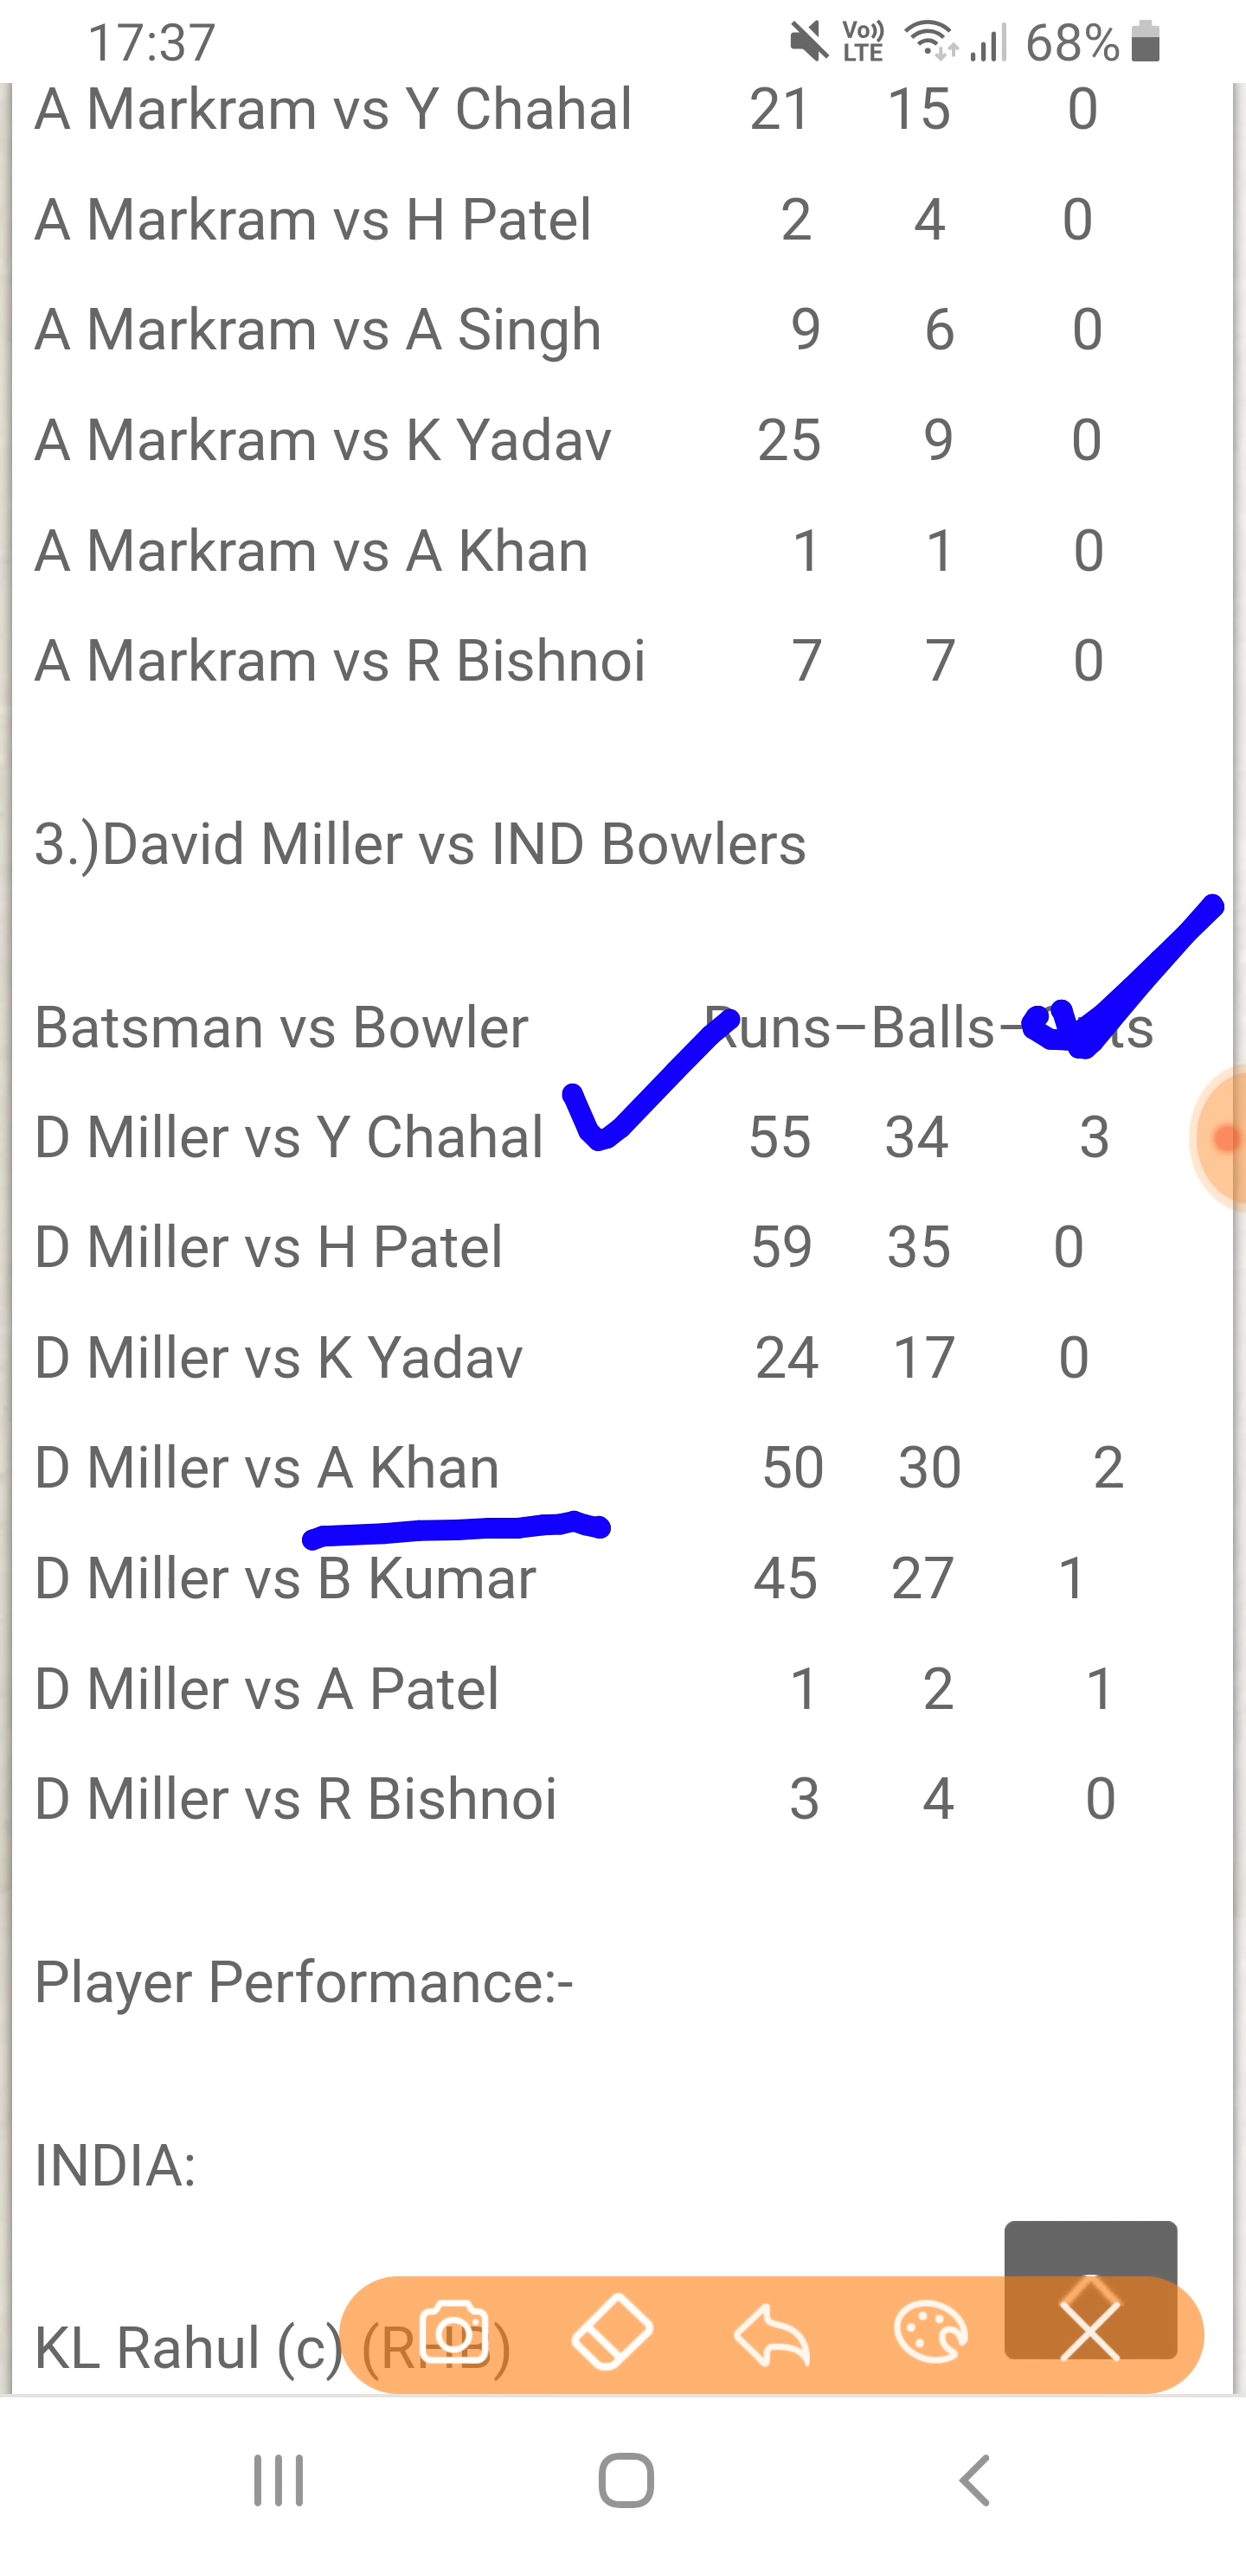 17:37 Vo)) LTE 68%
A Markram vs Y Chahal 21 15 0
A Markram vs H Patel 2 4 0
A Markram vs A Singh 9 6 0
A Markram vs K Yadav 25 9 0
A Markram vs A Khan 1 1 0
A Markram vs R Bishnoi 7 7 0
3.)David Miller vs IND Bowlers
Batsman vs Bowler Runs–Balls–
D Miller vs Y Chahal 55 34 3
D Miller vs H Patel 59 35 0
D Miller vs K Yadav 24 17 0
D Miller vs A Khan 50 30 2
D Miller vs B Kumar 45 27 1
D Miller vs A Patel 1 2 1
D Miller vs R Bishnoi 3 4 0
Player Performance:-
INDIA:
KL Rahul (c) (RHB)